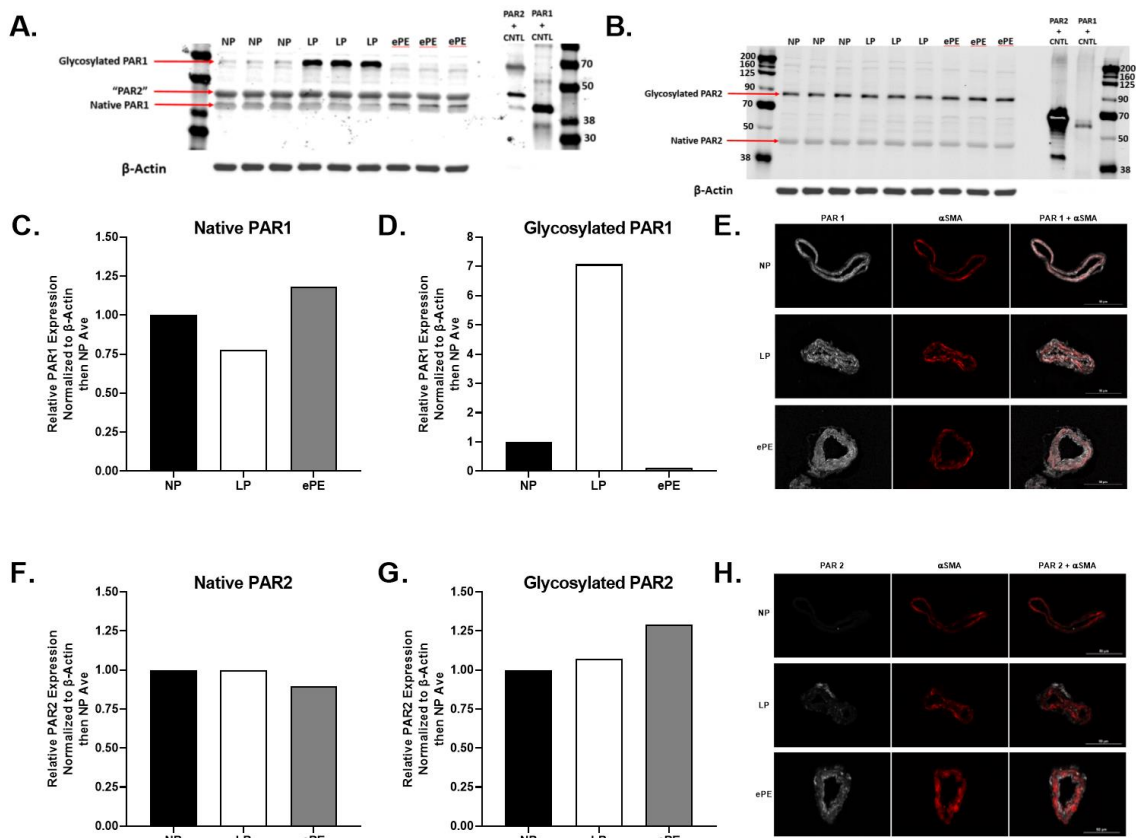 A.
NP NP NP LP LP LP ePE ePE ePE
PAR2
+
CNTL
PAR1
+
CNTL
Glycosylated PAR1
"PAR2"
Native PAR1
70
50
38
30
β-Actin
B.
NP NP NP LP LP LP ePE ePE ePE
PAR2
+
CNTL
PAR1
+
CNTL
200
160
125
90
70
50
38
Glycosylated PAR2
Native PAR2
200
160
125
90
70
50
38
β-Actin
C.
Native PAR1
Relative PAR1 Expression
Normalized to β-Actin
then NP Ave
1.50
1.25
1.00
0.75
0.50
0.25
0.00
NP LP ePE
D.
Glycosylated PAR1
Relative PAR1 Expression
Normalized to β-Actin
then NP Ave
8
7
6
5
4
3
2
1
0
NP LP ePE
E.
PAR 1 αSMA PAR 1 + αSMA
NP
LP
ePE
F.
Native PAR2
Relative PAR2 Expression
Normalized to β-Actin
then NP Ave
1.50
1.25
1.00
0.75
0.50
0.25
0.00
NP LP ePE
G.
Glycosylated PAR2
Relative PAR2 Expression
Normalized to β-Actin
then NP Ave
1.50
1.25
1.00
0.75
0.50
0.25
0.00
NP LP ePE
H.
PAR 2 αSMA PAR 2 + αSMA
NP
LP
ePE